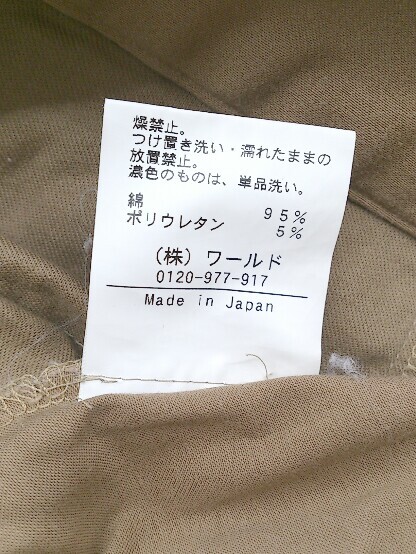 燥禁止。
つけ置き洗い・濡れたままの
放置禁止。
濃色のものは、単品洗い。
綿 95%
ポリウレタン 5%
(株)ワールド
0120-977-917
Made in Japan